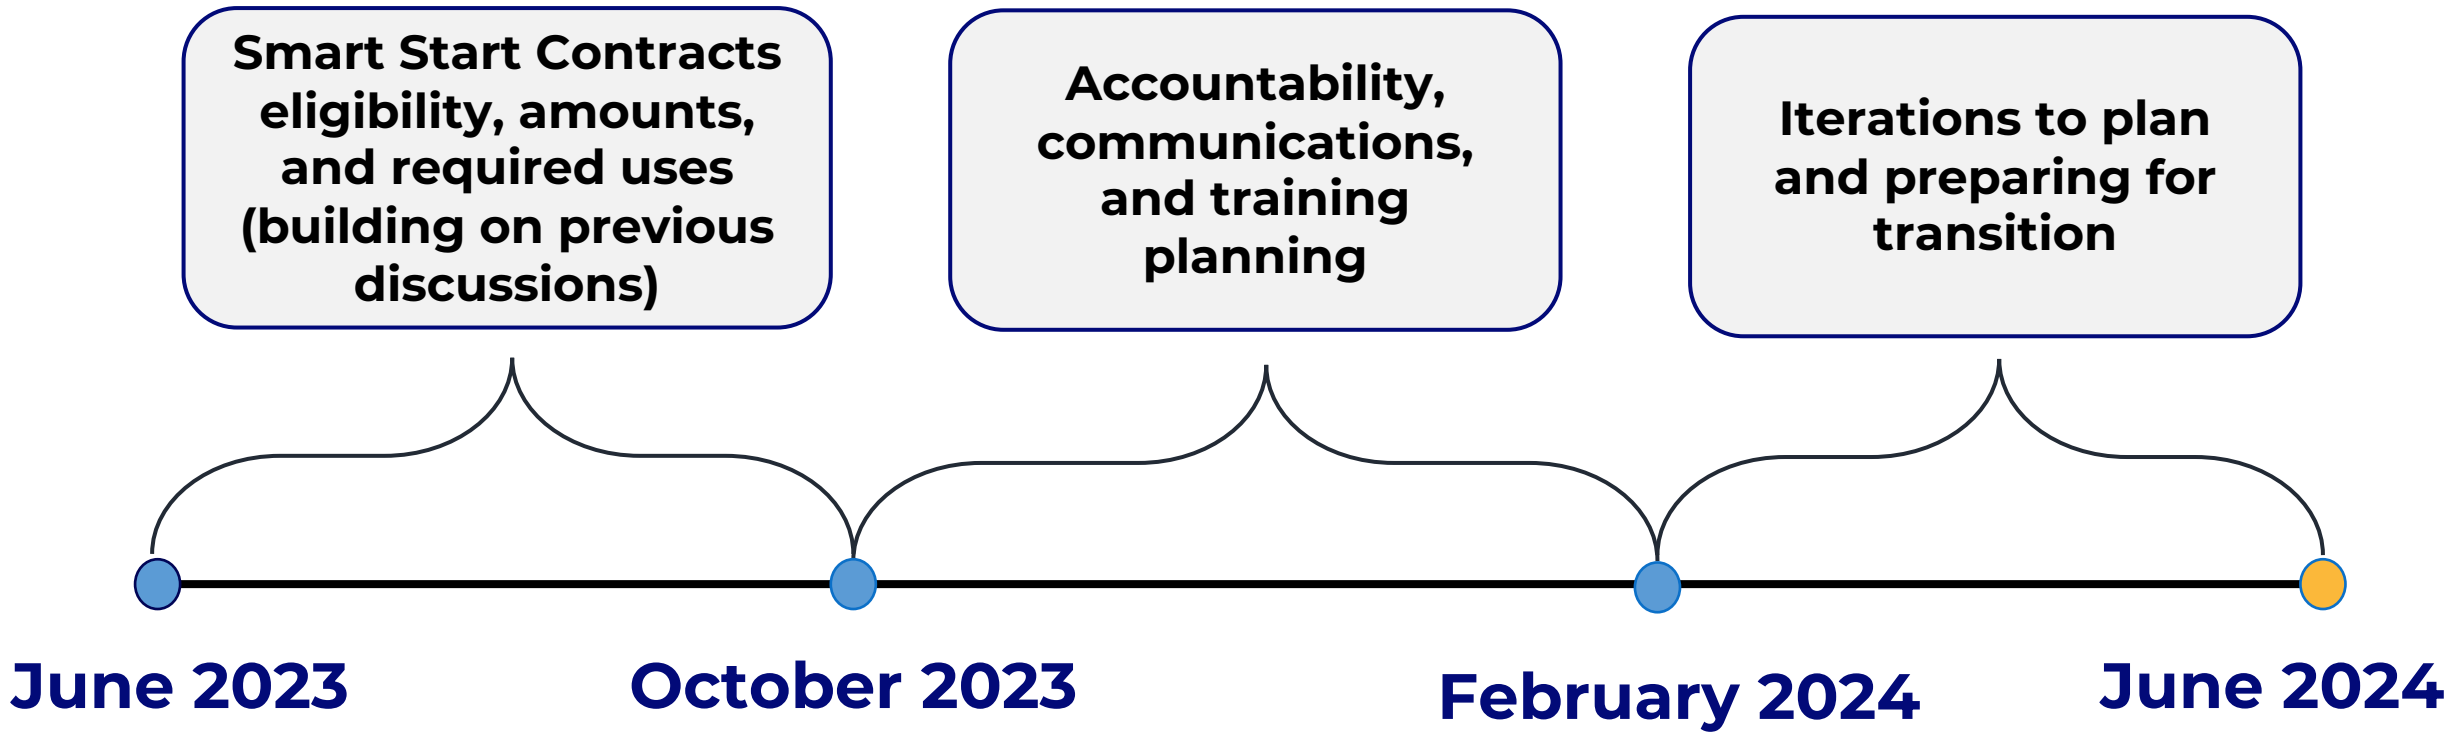 Smart Start Contracts
eligibility, amounts,
and required uses
(building on previous
discussions)
Accountability,
communications,
and training
planning
Iterations to plan
and preparing for
transition
June 2023
October 2023
February 2024
June 2024